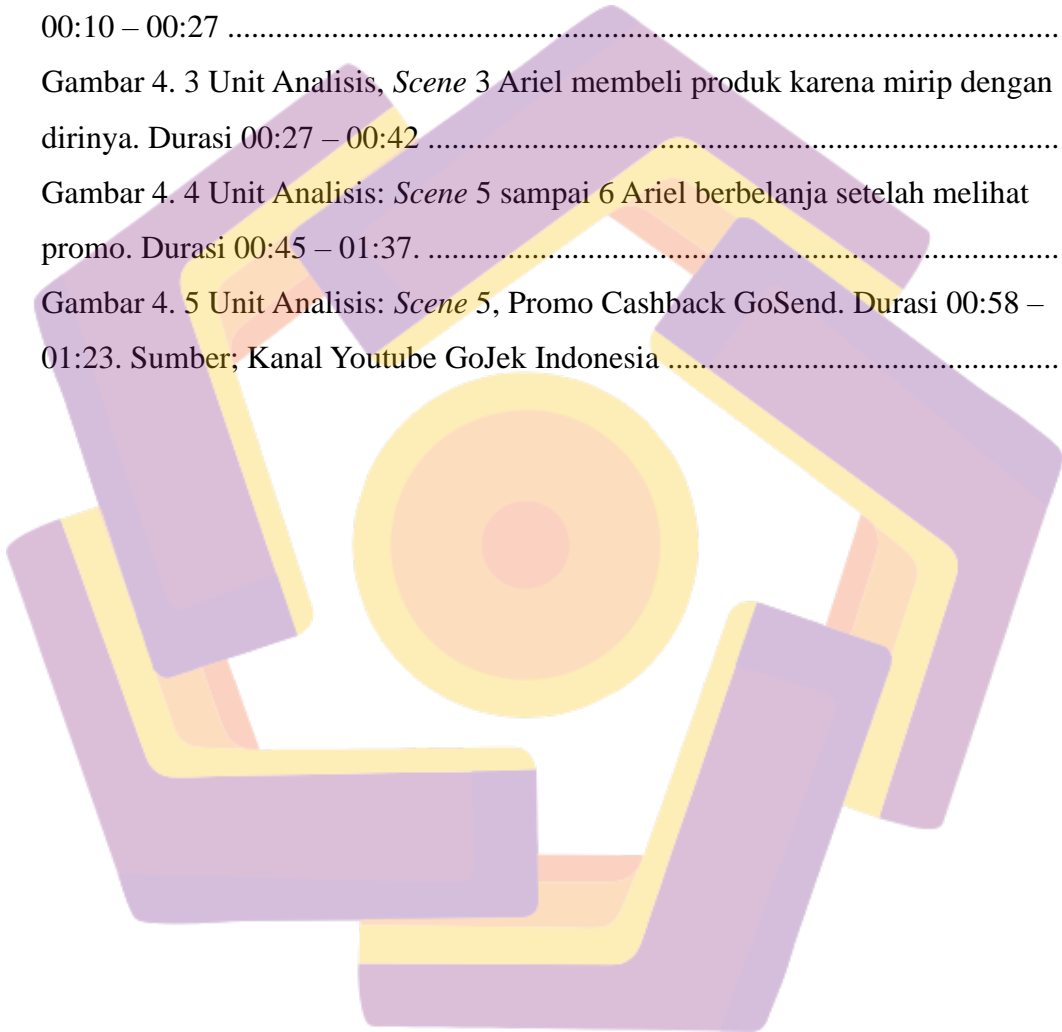 00:10 – 00:27 ........................................................................................................
Gambar 4. 3 Unit Analisis, Scene 3 Ariel membeli produk karena mirip dengan
dirinya. Durasi 00:27 – 00:42 ...............................................................................
Gambar 4. 4 Unit Analisis: Scene 5 sampai 6 Ariel berbelanja setelah melihat
promo. Durasi 00:45 – 01:37. ...............................................................................
Gambar 4. 5 Unit Analisis: Scene 5, Promo Cashback GoSend. Durasi 00:58 –
01:23. Sumber; Kanal Youtube GoJek Indonesia .................................................